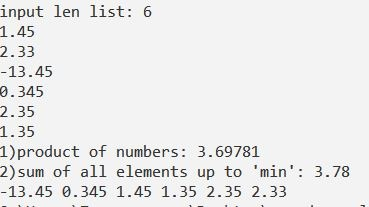 input len list: 6
1.45
2.33
-13.45
0.345
2.35
1.35
1)product of numbers: 3.69781
2)sum of all elements up to 'min': 3.78
-13.45 0.345 1.45 1.35 2.35 2.33